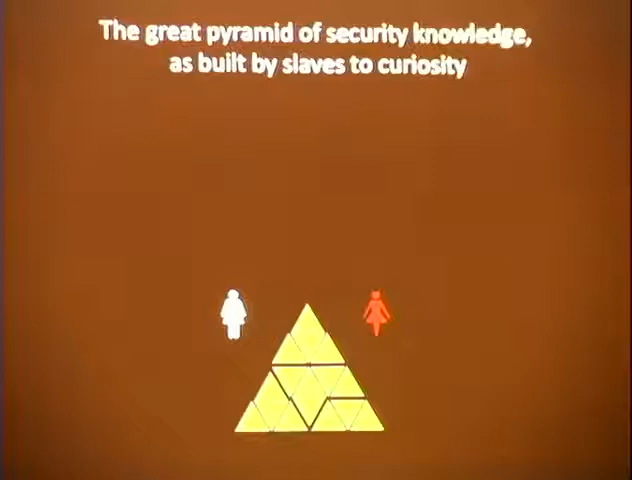 The great pyramid of security knowledge,
as built by slaves to curiosity